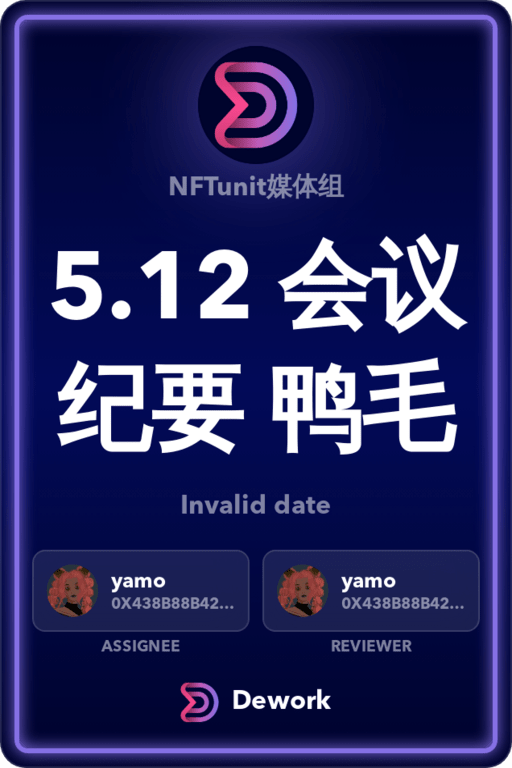 NFTunit媒体组
5.12 会议
纪要 鸭毛
Invalid date
yamo yamo
0X438B88B42... 0X438B88B42...
ASSIGNEE REVIEWER
Dework